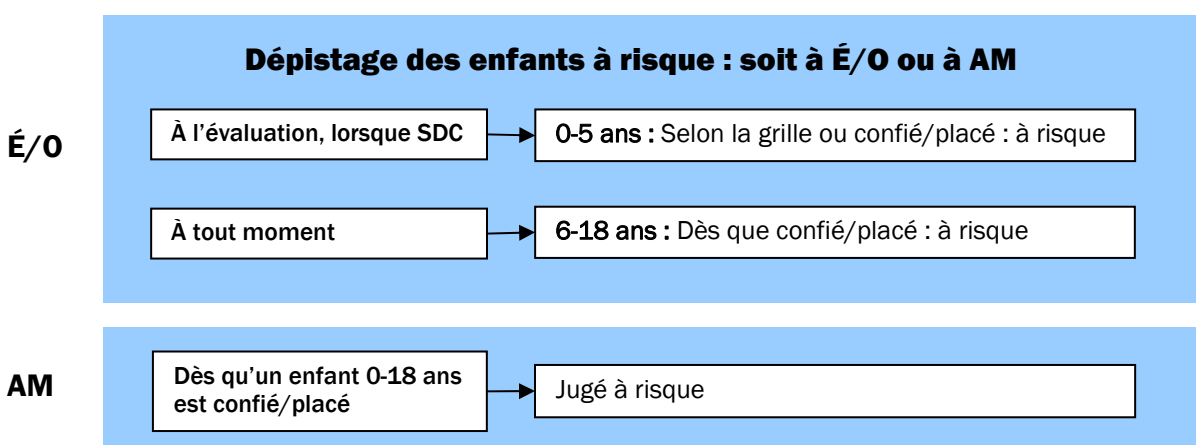 Dépistage des enfants à risque : soit à É/O ou à AM
É/O
À l'évaluation, lorsque SDC
0-5 ans : Selon la grille ou confié/placé : à risque
À tout moment
6-18 ans : Dès que confié/placé : à risque
AM
Dès qu'un enfant 0-18 ans
est confié/placé
Jugé à risque